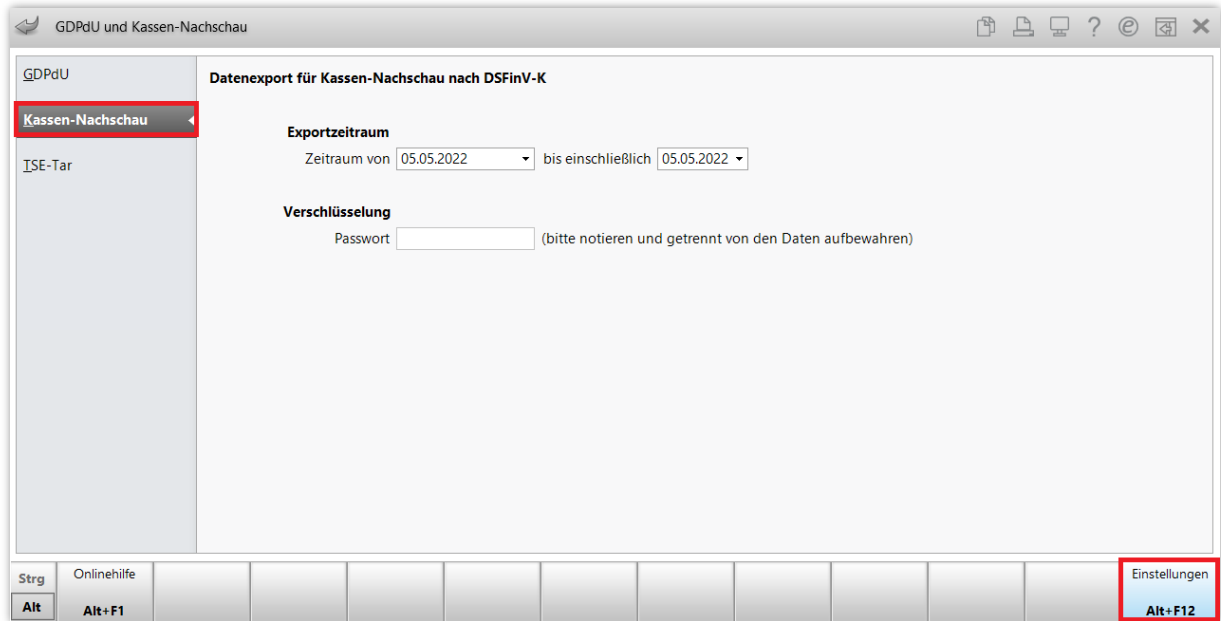 GDPdU und Kassen-Nachschau
GDPdU
Kassen-Nachschau
TSE-Tar
Datenexport für Kassen-Nachschau nach DSFinV-K
Exportzeitraum
Zeitraum von 05.05.2022 bis einschließlich 05.05.2022
Verschlüsselung
Passwort (bitte notieren und getrennt von den Daten aufbewahren)
Strg
Alt
Onlinehilfe
Alt+F1
Einstellungen
Alt+F12